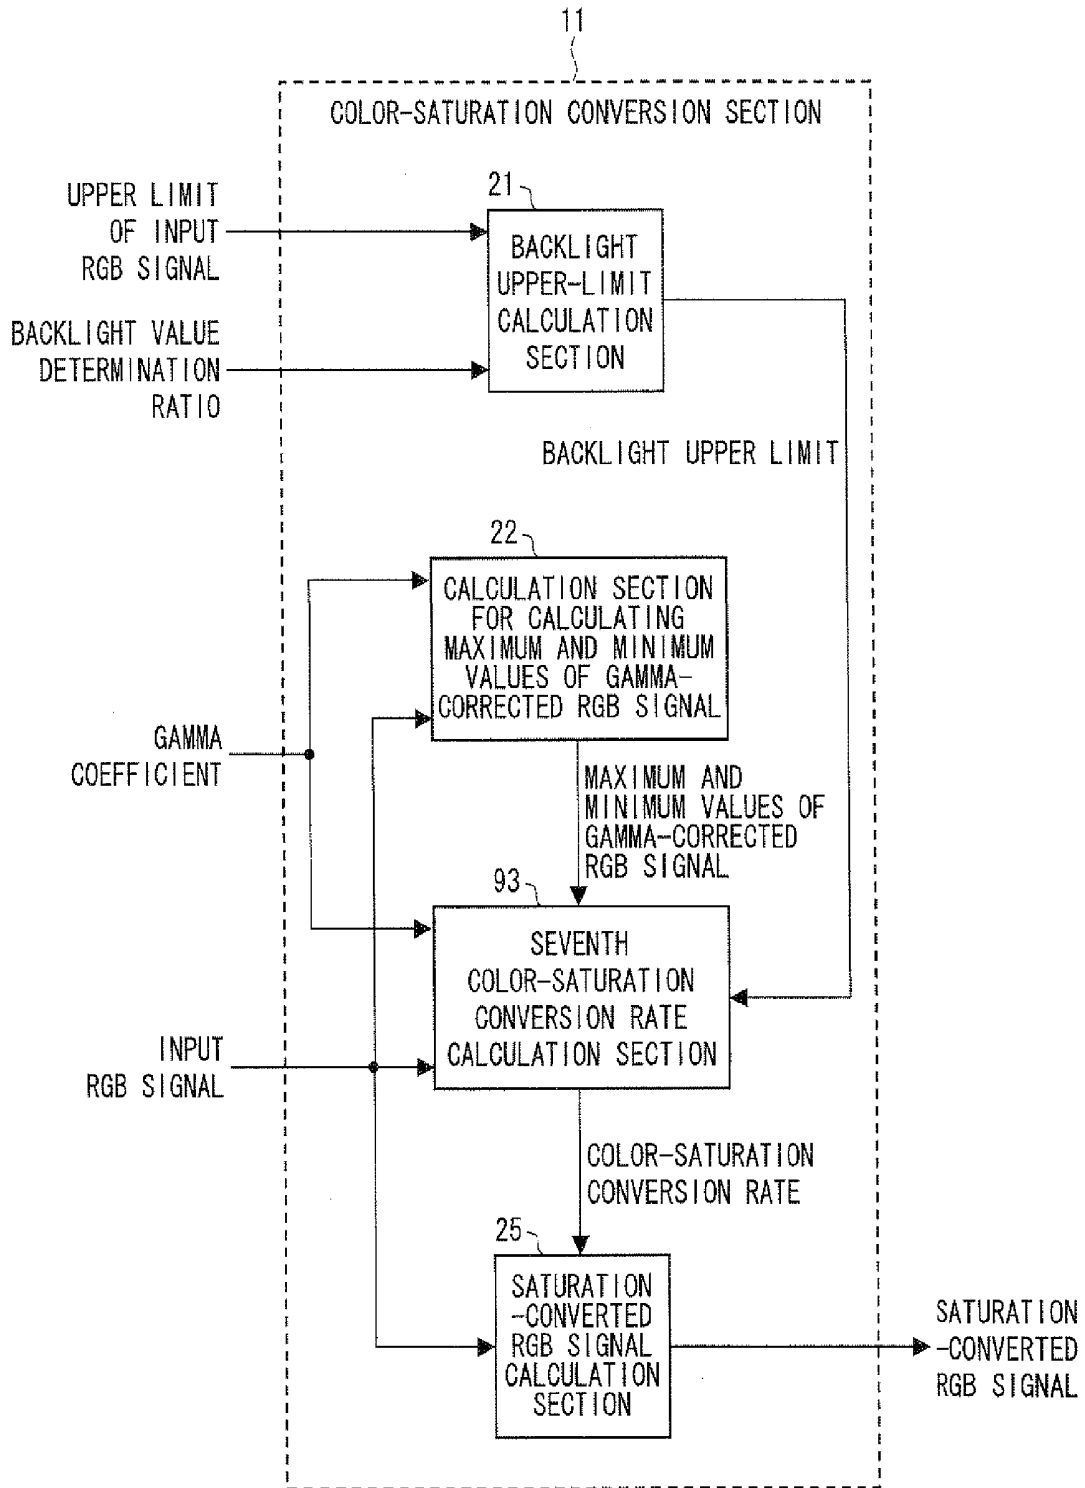 11
COLOR-SATURATION CONVERSION SECTION
UPPER LIMIT
OF INPUT
RGB SIGNAL
21
BACKLIGHT
UPPER-LIMIT
CALCULATION
SECTION
BACKLIGHT VALUE
DETERMINATION
RATIO
BACKLIGHT UPPER LIMIT
22
CALCULATION SECTION
FOR CALCULATING
MAXIMUM AND MINIMUM
VALUES OF GAMMA-
CORRECTED RGB SIGNAL
GAMMA
COEFFICIENT
MAXIMUM AND
MINIMUM VALUES OF
GAMMA-CORRECTED
RGB SIGNAL
93
SEVENTH
COLOR-SATURATION
CONVERSION RATE
CALCULATION SECTION
INPUT
RGB SIGNAL
COLOR-SATURATION
CONVERSION RATE
25
SATURATION
-CONVERTED
RGB SIGNAL
CALCULATION
SECTION
SATURATION
-CONVERTED
RGB SIGNAL